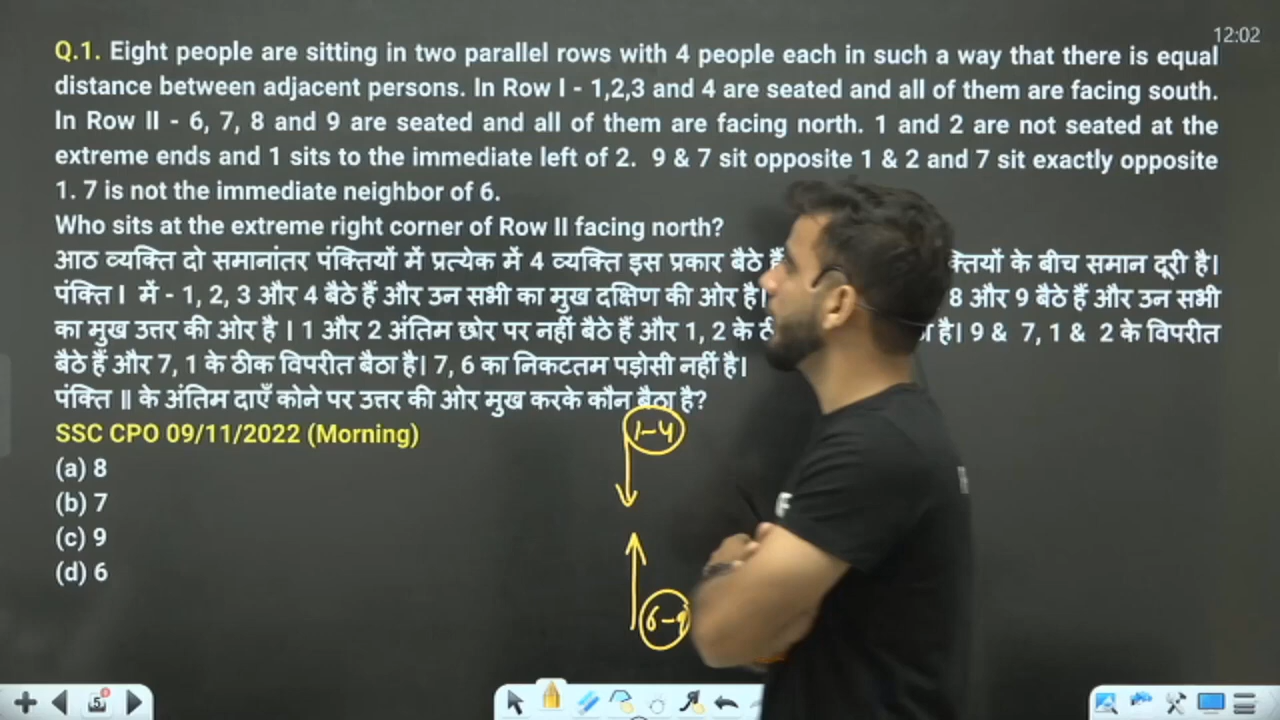 12:02
Q.1. Eight people are sitting in two parallel rows with 4 people each in such a way that there is equal
distance between adjacent persons. In Row I - 1,2,3 and 4 are seated and all of them are facing south.
In Row II - 6, 7, 8 and 9 are seated and all of them are facing north. 1 and 2 are not seated at the
extreme ends and 1 sits to the immediate left of 2. 9 & 7 sit opposite 1 & 2 and 7 sit exactly opposite
1. 7 is not the immediate neighbor of 6.
Who sits at the extreme right corner of Row II facing north?
आठ व्यक्ति दो समानांतर पंक्तियों में प्रत्येक में 4 व्यक्ति इस प्रकार बैठे के बीच समान दूरी है।
पंक्ति I में - 1, 2, 3 और 4 बैठे हैं और उन सभी का मुख दक्षिण की ओर है। 8 और 9 बैठे हैं और उन सभी
का मुख उत्तर की ओर है । 1 और 2 अंतिम छोर पर नहीं बैठे हैं और 1, 2 के है। 9 & 7, 1 & 2 के विपरीत
बैठे हैं और 7, 1 के ठीक विपरीत बैठा है। 7, 6 का निकटतम पड़ोसी नहीं है।
पंक्ति II के अंतिम दाएँ कोने पर उत्तर की ओर मुख करके कौन बैठा है?
SSC CPO 09/11/2022 (Morning)
1-4
(a) 8
(b) 7
(c) 9
(d) 6
6-9